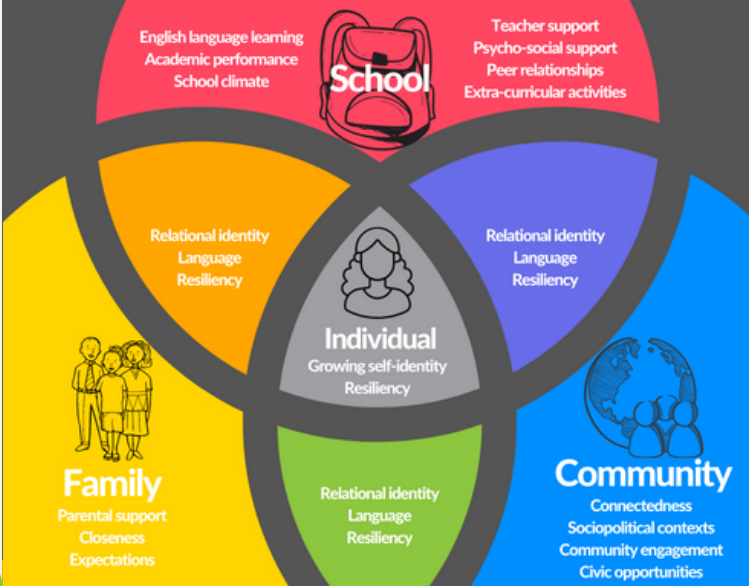 English language learning
Academic performance
School climate
School
Teacher support
Psycho-social support
Peer relationships
Extra-curricular activities
Relational identity
Language
Resiliency
Relational identity
Language
Resiliency
Individual
Growing self-identity
Resiliency
Family
Parental support
Closeness
Expectations
Relational identity
Language
Resiliency
Community
Connectedness
Sociopolitical contexts
Community engagement
Civic opportunities